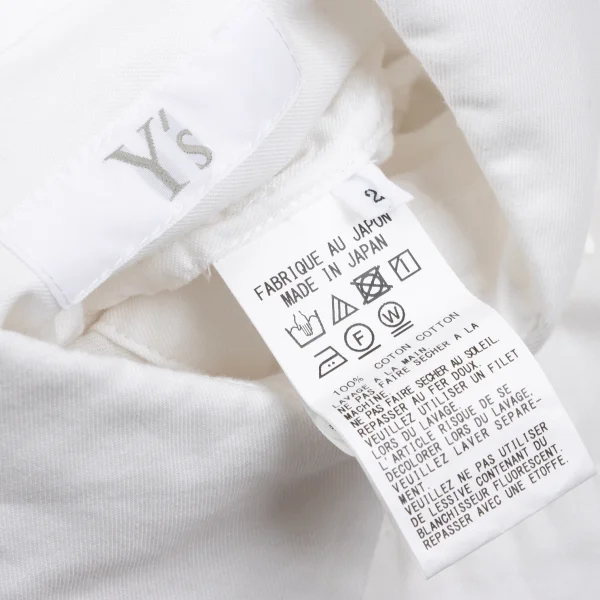 Y's
2
FABRIQUE AU JAPON
MADE IN JAPAN
F
W
100% COTON COTTON
LAVAGE A LA MAIN
NE PAS FAIRE SECHER A LA
MACHINE
NE PAS FAIRE SECHER AU SOLEIL.
REPASSER AU FER DOUX.
VEUILLEZ UTILISER UN FILET
LORS DU LAVAGE.
L'ARTICLE RISQUE DE SE
DECOLORER LORS DU LAVAGE.
VEUILLEZ LAVER SEPARE-
MENT.
VEUILLEZ NE PAS UTILISER
DE LESSIVE CONTENANT DU
BLANCHISSEUR FLUORESCENT.
REPASSER AVEC UNE ETOFFE.